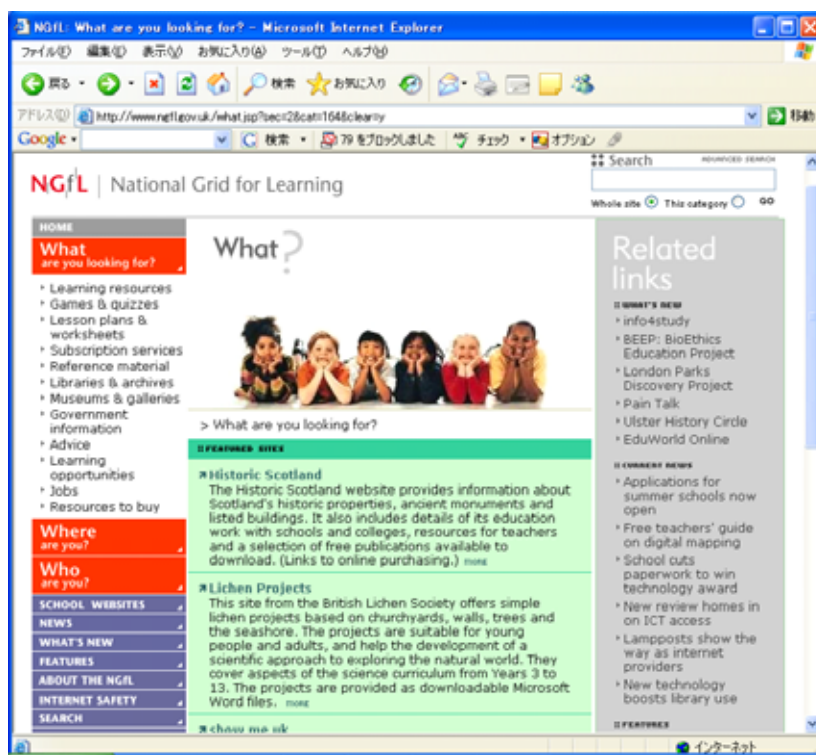 NGfL: What are you looking for? - Microsoft Internet Explorer
ファイル(F) 編集(E) 表示(V) お気に入り(A) ツール(T) ヘルプ(H)
戻る 検索 お気に入り
アドレス(D) http://www.ngfl.gov.uk/what.jsp?sec=2&cat=164&clear=y 移動
Google 検索 79 をブロックしました チェック オプション
NGfL | National Grid for Learning
Search ADVANCED SEARCH
Whole site This category GO
HOME
What
are you looking for?
Learning resources
Games & quizzes
Lesson plans &
worksheets
Subscription services
Reference material
Libraries & archives
Museums & galleries
Government
information
Advice
Learning
opportunities
Jobs
Resources to buy
Where
are you?
Who
are you?
SCHOOL WEBSITES
NEWS
WHAT'S NEW
FEATURES
ABOUT THE NGfL
INTERNET SAFETY
SEARCH
What?
> What are you looking for?
FEATURED SITES
Historic Scotland
The Historic Scotland website provides information about
Scotland's historic properties, ancient monuments and
listed buildings. It also includes details of its education
work with schools and colleges, resources for teachers
and a selection of free publications available to
download. (Links to online purchasing.) more
Lichen Projects
This site from the British Lichen Society offers simple
lichen projects based on churchyards, walls, trees and
the seashore. The projects are suitable for young
people and adults, and help the development of a
scientific approach to exploring the natural world. They
cover aspects of the science curriculum from Years 3 to
13. The projects are provided as downloadable Microsoft
Word files. more
show me uk
Related
links
WHAT'S NEW
info4study
BEEP: BioEthics
Education Project
London Parks
Discovery Project
Pain Talk
Ulster History Circle
EduWorld Online
CURRENT NEWS
Applications for
summer schools now
open
Free teachers' guide
on digital mapping
School cuts
paperwork to win
technology award
New review homes in
on ICT access
Lampposts show the
way as internet
providers
New technology
boosts library use
FEATURES
インターネット